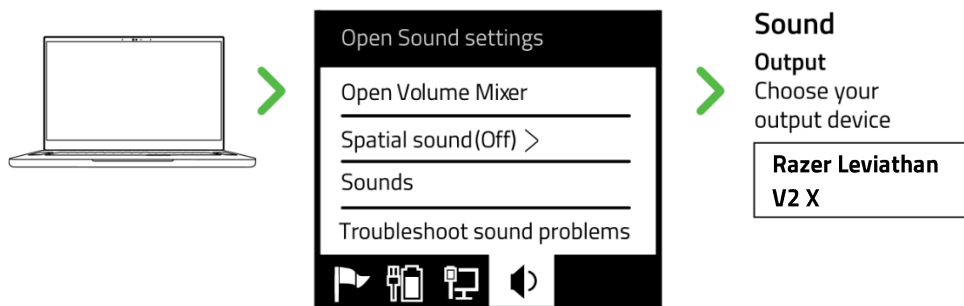 Open Sound settings
Open Volume Mixer
Spatial sound(Off) >
Sounds
Troubleshoot sound problems
Sound
Output
Choose your
output device
Razer Leviathan
V2 X